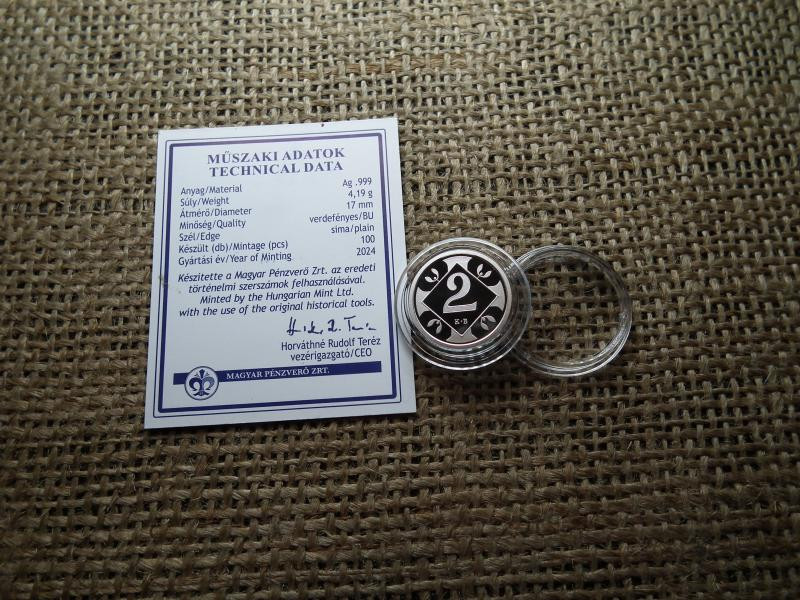 MŰSZAKI ADATOK
TECHNICAL DATA
Anyag/Material Ag .999
Súly/Weight 4,19 g
Átmérő/Diameter 17 mm
Minőség/Quality verdefényes/BU
Szél/Edge sima/plain
Készült (db)/Mintage (pcs) 100
Gyártási év/Year of Minting 2024
Készítette a Magyar Pénzverő Zrt. az eredeti
történelmi szerszámok felhasználásával.
Minted by the Hungarian Mint Ltd.
with the use of the original historical tools.
Horváthné Rudolf Teréz
vezérigazgató/CEO
MAGYAR PÉNZVERŐ ZRT.
2
K·B